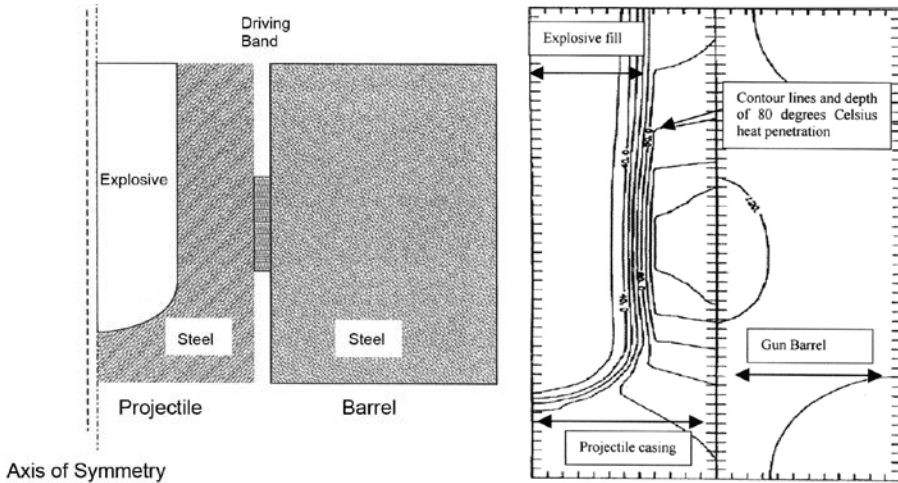 Driving
Band
Explosive
Steel
Steel
Projectile
Barrel
Axis of Symmetry
Explosive fill
Contour lines and depth
of 80 degrees Celsius
heat penetration
Gun Barrel
Projectile casing